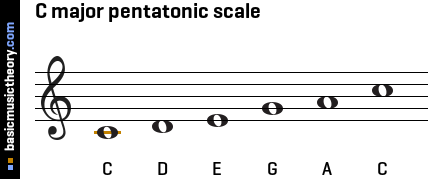 C major pentatonic scale
basicmusictheory.com
C D E G A C